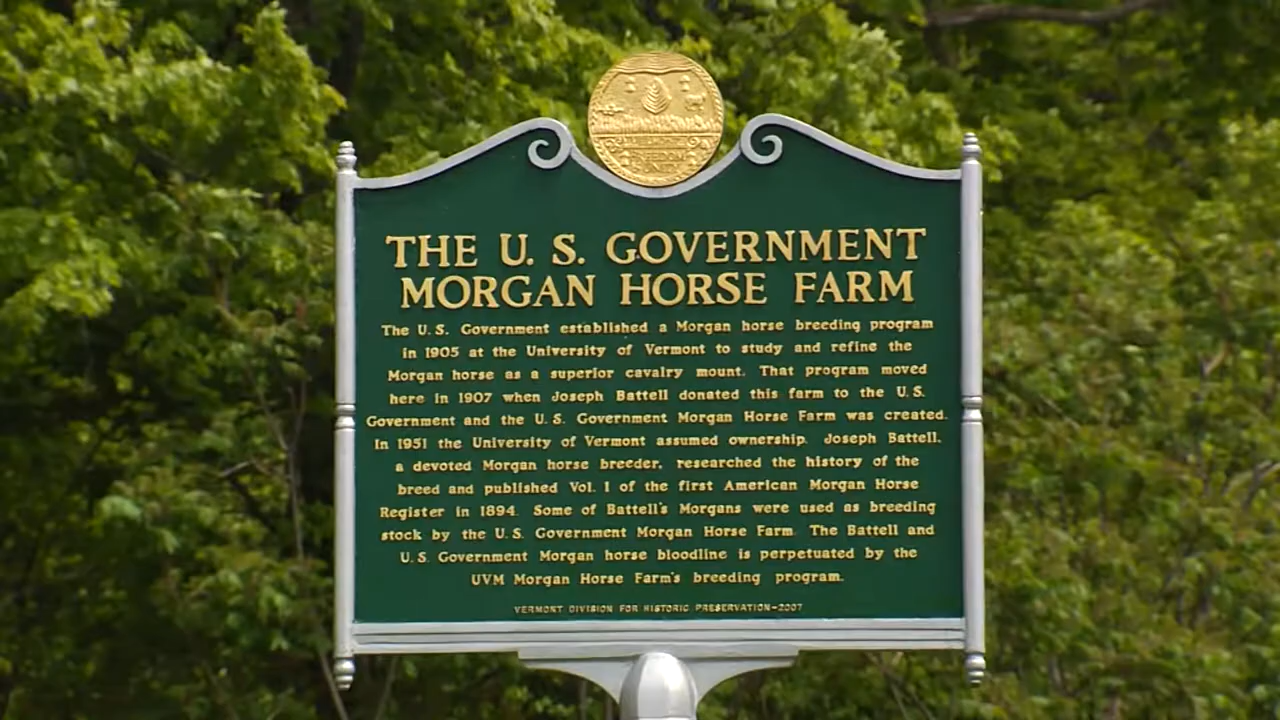 THE U. S. GOVERNMENT
MORGAN HORSE FARM
The U. S. Government established a Morgan horse breeding program
in 1905 at the University of Vermont to study and refine the
Morgan horse as a superior cavalry mount. That program moved
here in 1907 when Joseph Battell donated this farm to the U. S.
Government and the U. S. Government Morgan Horse Farm was created.
In 1951 the University of Vermont assumed ownership. Joseph Battell,
a devoted Morgan horse breeder, researched the history of the
breed and published Vol. 1 of the first American Morgan Horse
Register in 1894. Some of Battell's Morgans were used as breeding
stock by the U. S. Government Morgan Horse Farm. The Battell and
U. S. Government Morgan horse bloodline is perpetuated by the
UVM Morgan Horse Farm's breeding program.
VERMONT DIVISION FOR HISTORIC PRESERVATION-2007